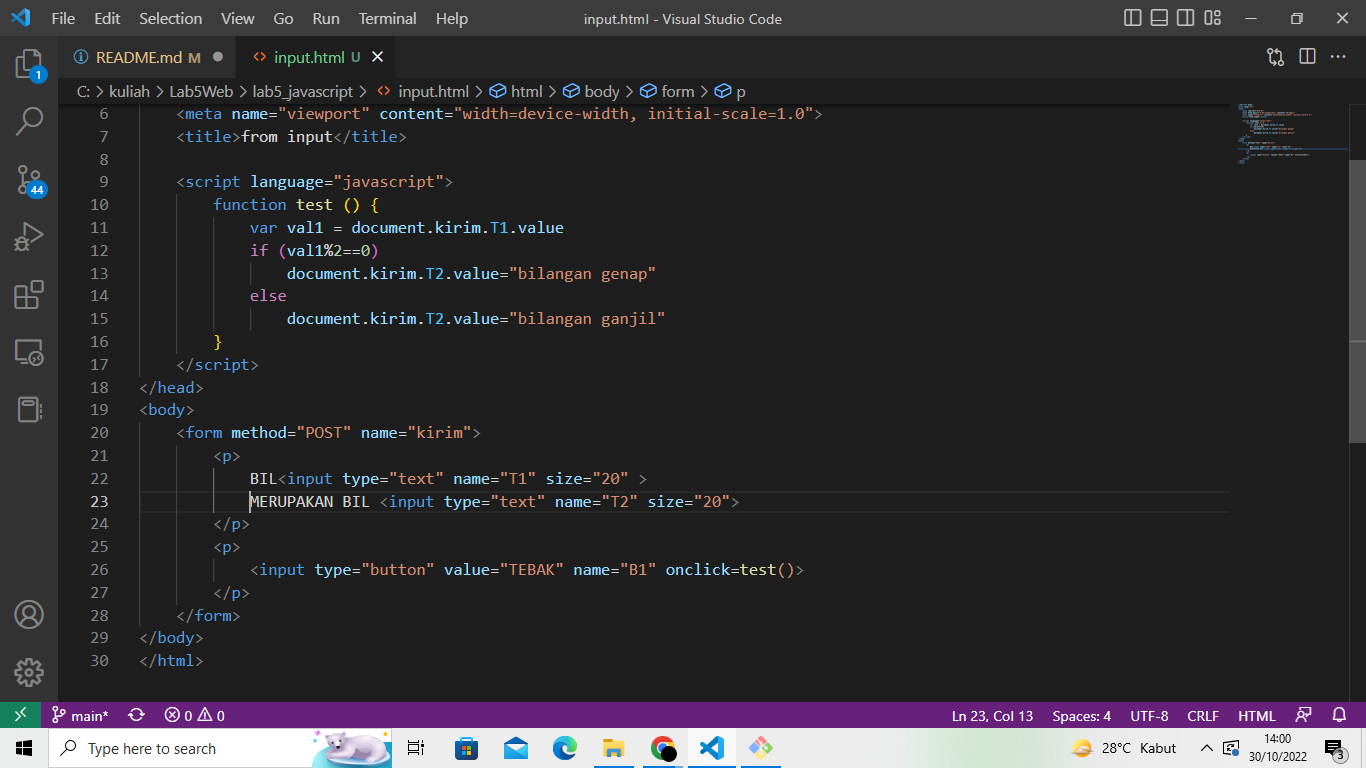 File Edit Selection View Go Run Terminal Help input.html - Visual Studio Code
README.md M input.html U
C: > kuliah > Lab5Web > lab5_javascript > input.html > html > body > form > p
6 <meta name="viewport" content="width=device-width, initial-scale=1.0">
7 <title>from input</title>
8
9 <script language="javascript">
10 function test () {
11 var val1 = document.kirim.T1.value
12 if (val1%2==0)
13 document.kirim.T2.value="bilangan genap"
14 else
15 document.kirim.T2.value="bilangan ganjil"
16 }
17 </script>
18 </head>
19 <body>
20 <form method="POST" name="kirim">
21 <p>
22 BIL<input type="text" name="T1" size="20" >
23 MERUPAKAN BIL <input type="text" name="T2" size="20">
24 </p>
25 <p>
26 <input type="button" value="TEBAK" name="B1" onclick=test()>
27 </p>
28 </form>
29 </body>
30 </html>
1
44
main* 0 0 Ln 23, Col 13 Spaces: 4 UTF-8 CRLF HTML
Type here to search 28°C Kabut 14:00
30/10/2022
3